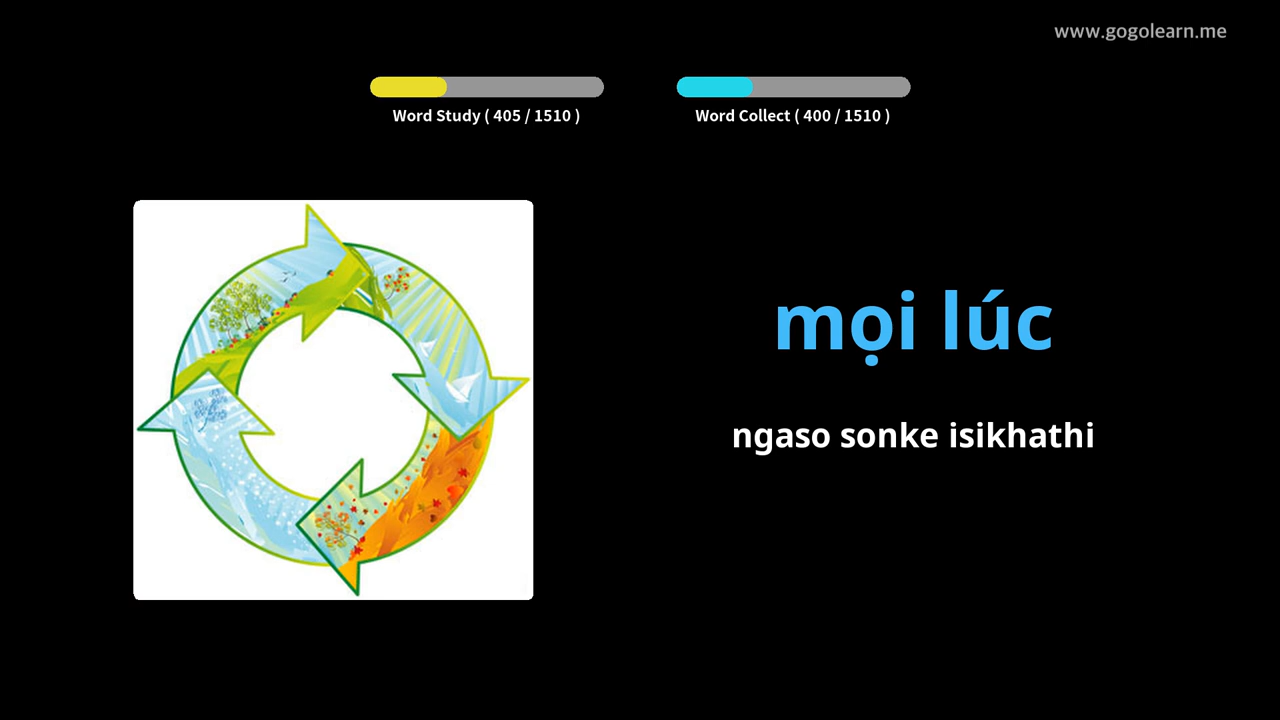 www.gogolearn.me
Word Study ( 405 / 1510 )
Word Collect ( 400 / 1510 )
mọi lúc
ngaso sonke isikhathi